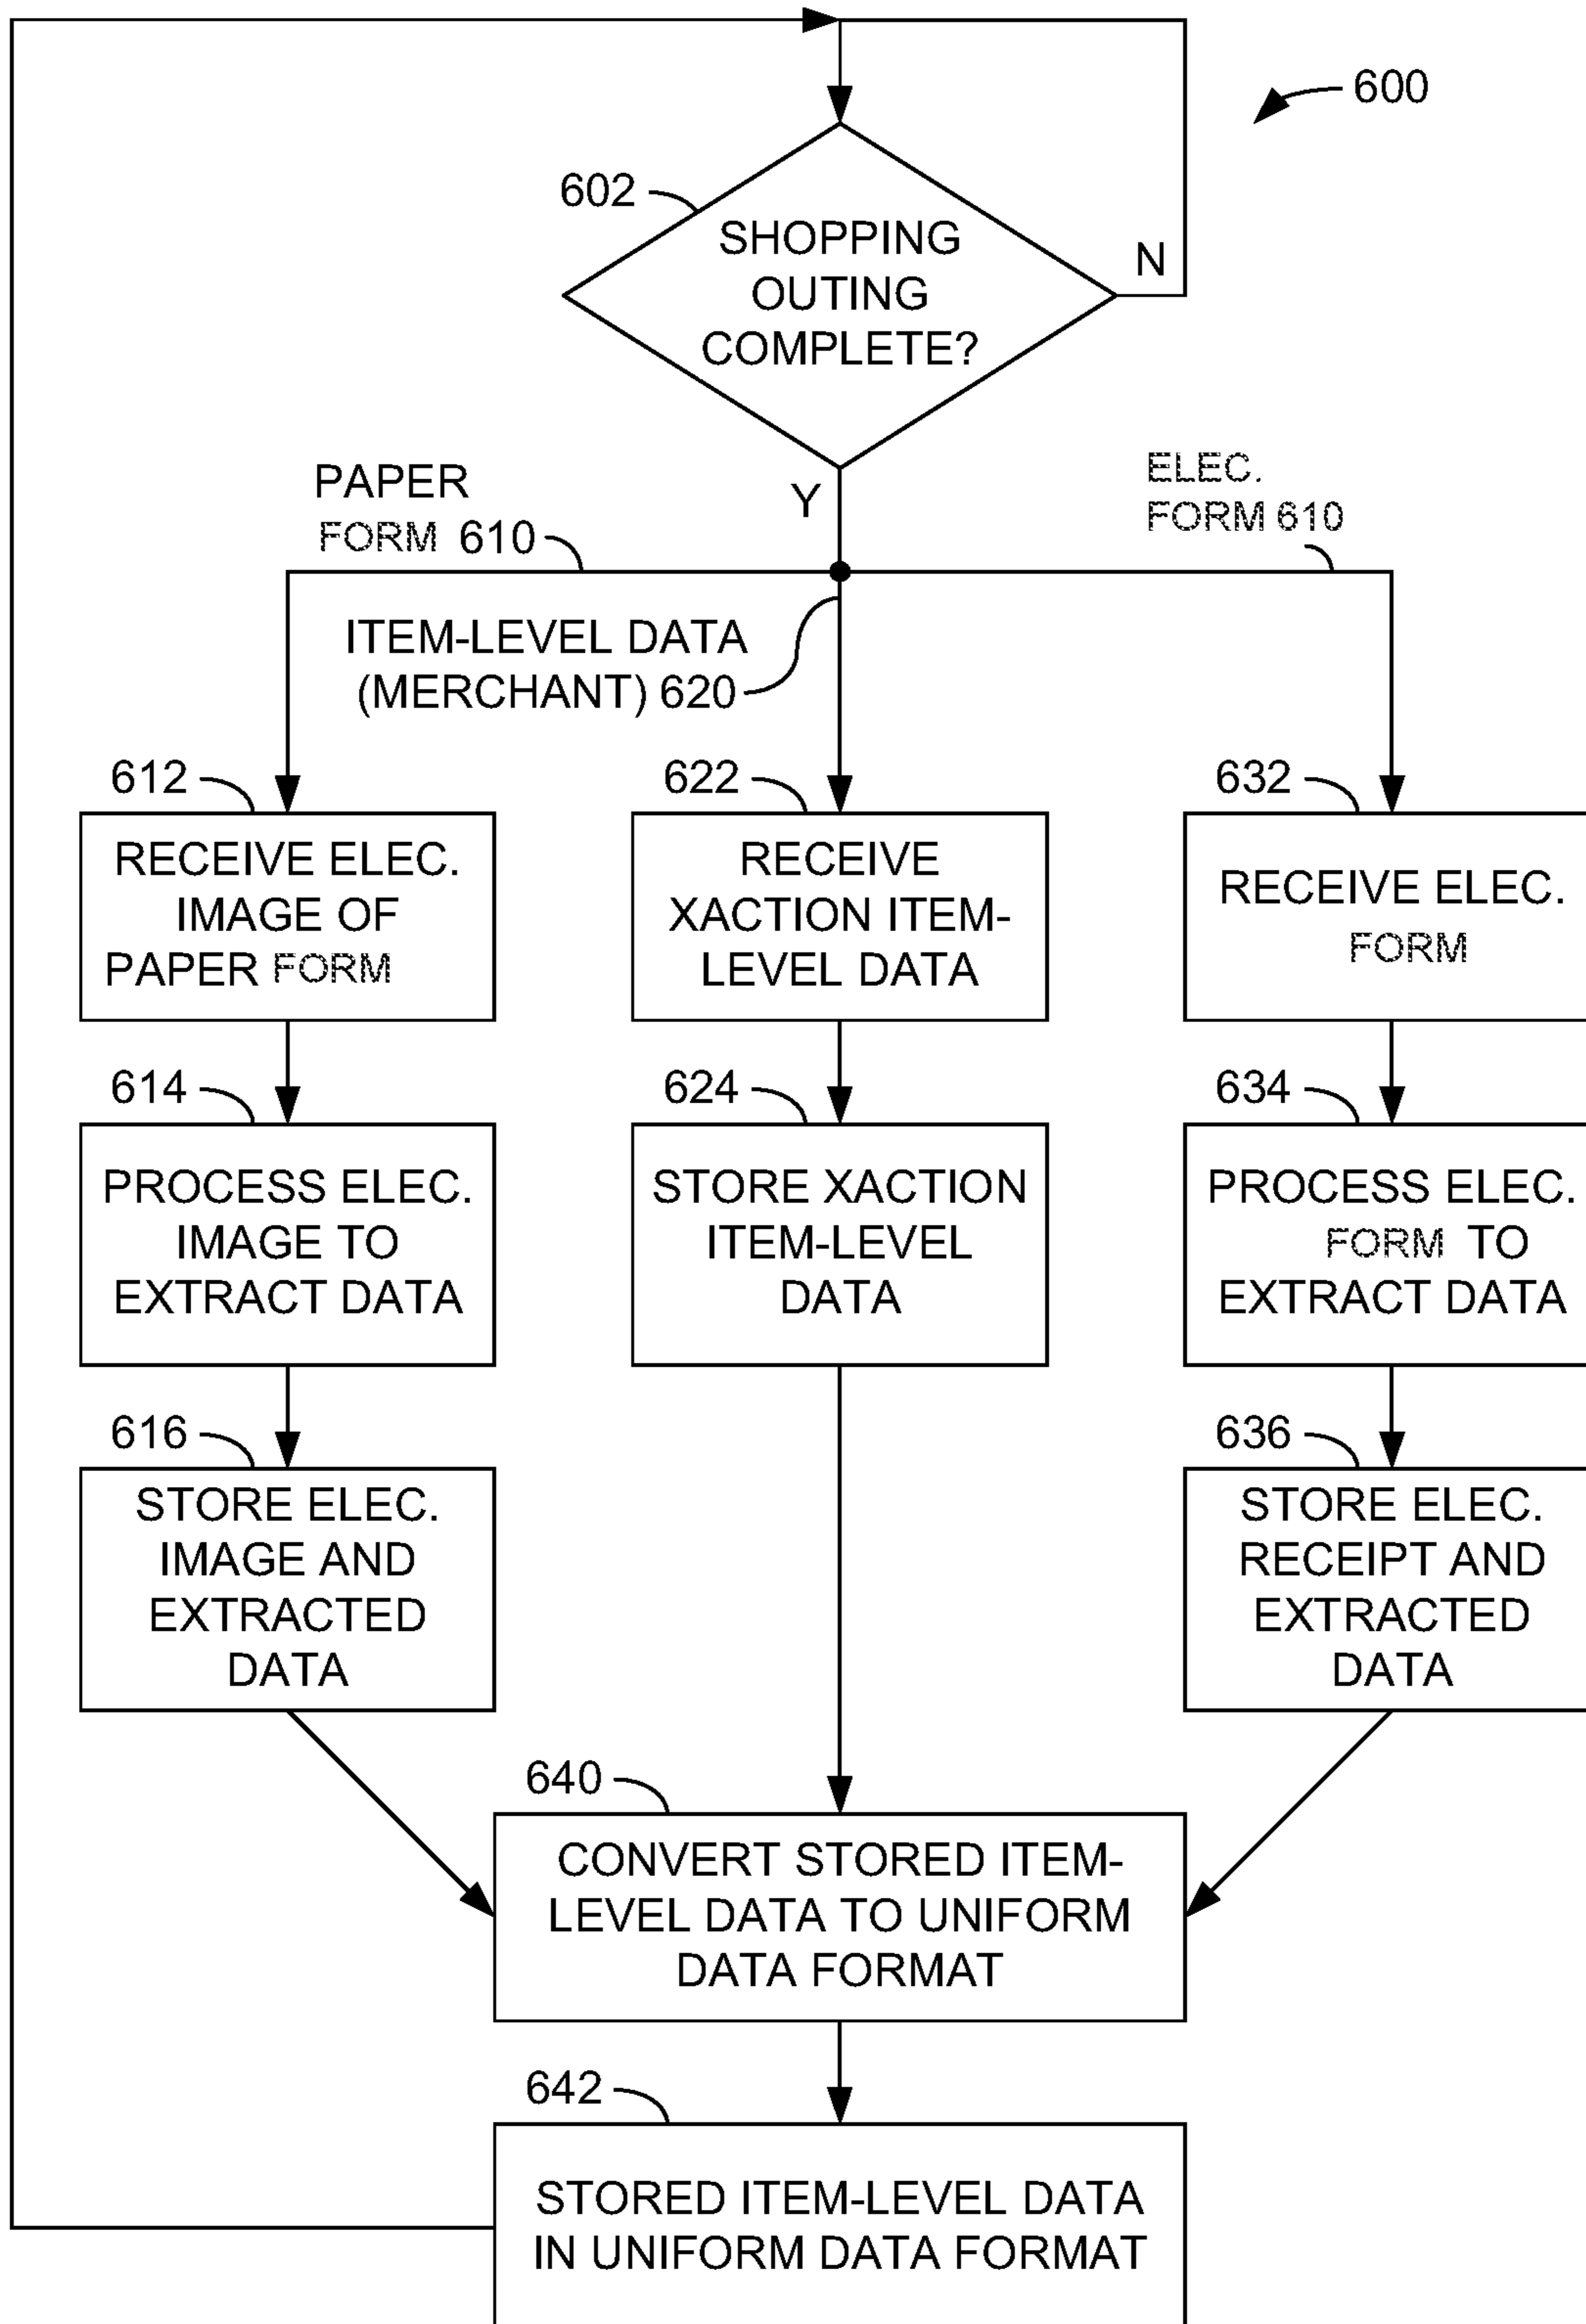 600
602
SHOPPING
OUTING
COMPLETE?
N
Y
PAPER
FORM 610
ELEC.
FORM 610
ITEM-LEVEL DATA
(MERCHANT) 620
612
RECEIVE ELEC.
IMAGE OF
PAPER FORM
622
RECEIVE
XACTION ITEM-
LEVEL DATA
632
RECEIVE ELEC.
FORM
614
PROCESS ELEC.
IMAGE TO
EXTRACT DATA
624
STORE XACTION
ITEM-LEVEL
DATA
634
PROCESS ELEC.
FORM TO
EXTRACT DATA
616
STORE ELEC.
IMAGE AND
EXTRACTED
DATA
636
STORE ELEC.
RECEIPT AND
EXTRACTED
DATA
640
CONVERT STORED ITEM-
LEVEL DATA TO UNIFORM
DATA FORMAT
642
STORED ITEM-LEVEL DATA
IN UNIFORM DATA FORMAT